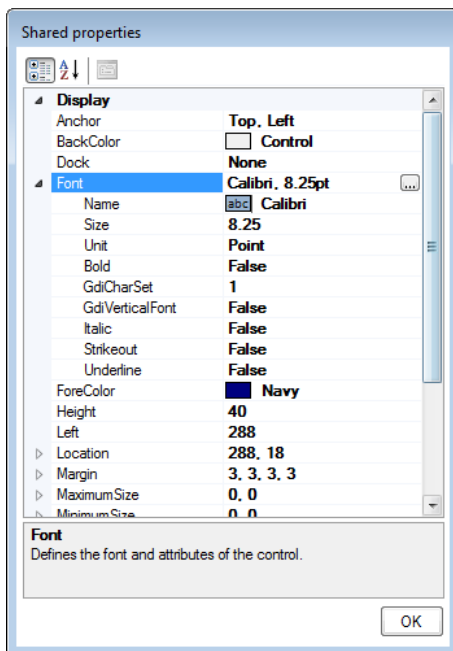 Shared properties
A
Z
Display
Anchor Top, Left
BackColor Control
Dock None
Font Calibri, 8.25pt ...
Name abc Calibri
Size 8.25
Unit Point
Bold False
GdiCharSet 1
GdiVerticalFont False
Italic False
Strikeout False
Underline False
ForeColor Navy
Height 40
Left 288
Location 288, 18
Margin 3, 3, 3, 3
MaximumSize 0, 0
MinimumSize 0, 0
Font
Defines the font and attributes of the control.
OK